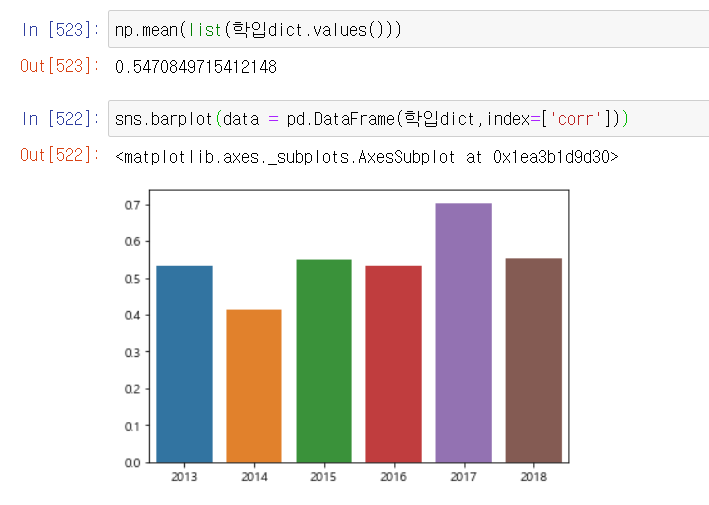 In [523]: np.mean(list(학입dict.values()))
Out[523]: 0.5470849715412148
In [522]: sns.barplot(data = pd.DataFrame(학입dict,index=['corr']))
Out[522]: <matplotlib.axes._subplots.AxesSubplot at 0x1ea3b1d9d30>
0.7
0.6
0.5
0.4
0.3
0.2
0.1
0.0
2013 2014 2015 2016 2017 2018